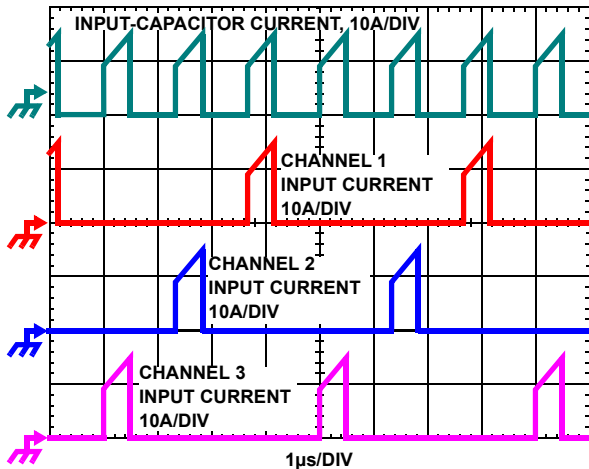 INPUT-CAPACITOR CURRENT, 10A/DIV
CHANNEL 1
INPUT CURRENT
10A/DIV
CHANNEL 2
INPUT CURRENT
10A/DIV
CHANNEL 3
INPUT CURRENT
10A/DIV
1μs/DIV